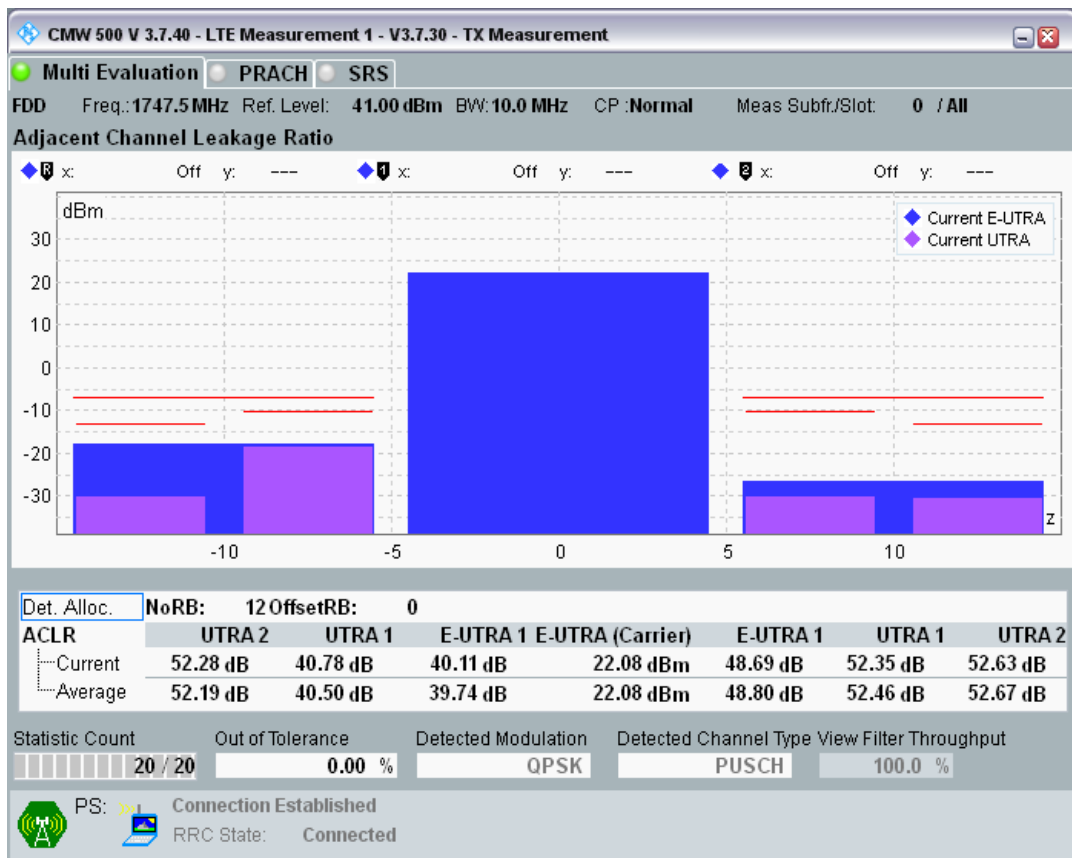 CMW 500 V 3.7.40 - LTE Measurement 1 - V3.7.30 - TX Measurement
Multi Evaluation PRACH SRS
FDD Freq.: 1747.5 MHz Ref. Level: 41.00 dBm BW: 10.0 MHz CP :Normal Meas Subfr./Slot: 0 / All
Adjacent Channel Leakage Ratio
R x: Off y: --- 1 x: Off y: --- 2 x: Off y: ---
dBm
Current E-UTRA
Current UTRA
30
20
10
0
-10
-20
-30
z
-10 -5 0 5 10
Det. Alloc. NoRB: 12 OffsetRB: 0
ACLR UTRA 2 UTRA 1 E-UTRA 1 E-UTRA (Carrier) E-UTRA 1 UTRA 1 UTRA 2
Current 52.28 dB 40.78 dB 40.11 dB 22.08 dBm 48.69 dB 52.35 dB 52.63 dB
Average 52.19 dB 40.50 dB 39.74 dB 22.08 dBm 48.80 dB 52.46 dB 52.67 dB
Statistic Count Out of Tolerance Detected Modulation Detected Channel Type View Filter Throughput
20 / 20 0.00 % QPSK PUSCH 100.0 %
PS: Connection Established
RRC State: Connected